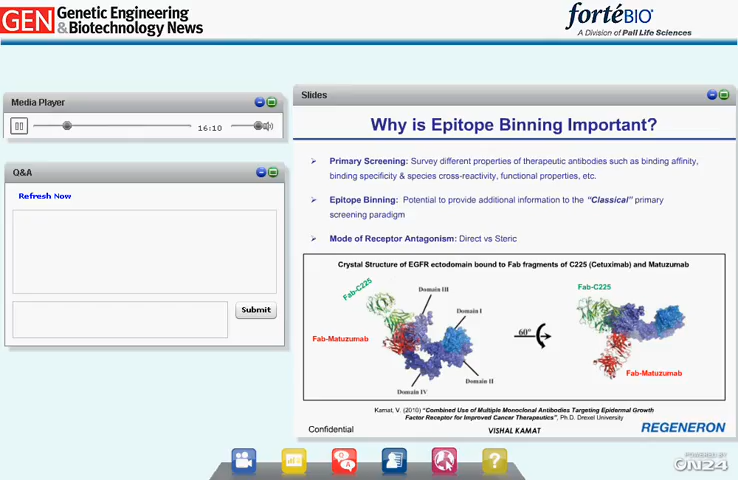 GEN Genetic Engineering
& Biotechnology News
fortéBIO®
A Division of Pall Life Sciences
Media Player
16:10
Q&A
Refresh Now
Submit
Slides
Why is Epitope Binning Important?
Primary Screening: Survey different properties of therapeutic antibodies such as binding affinity,
binding specificity & species cross-reactivity, functional properties, etc.
Epitope Binning: Potential to provide additional information to the "Classical" primary
screening paradigm
Mode of Receptor Antagonism: Direct vs Steric
Crystal Structure of EGFR ectodomain bound to Fab fragments of C225 (Cetuximab) and Matuzumab
Fab-C225
Domain III
Domain I
Fab-Matuzumab
Domain II
Domain IV
60°
Fab-C225
Fab-Matuzumab
Kamat, V. (2010) "Combined Use of Multiple Monoclonal Antibodies Targeting Epidermal Growth
Factor Receptor for Improved Cancer Therapeutics", Ph.D. Drexel University
Confidential
VISHAL KAMAT
REGENERON
Q
A
?
POWERED BY
ON24